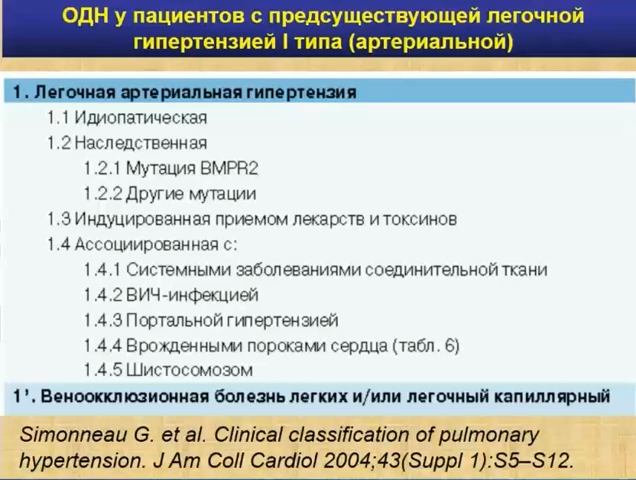 ОДН у пациентов с предсуществующей легочной
гипертензией I типа (артериальной)
1. Легочная артериальная гипертензия
1.1 Идиопатическая
1.2 Наследственная
1.2.1 Мутация BMPR2
1.2.2 Другие мутации
1.3 Индуцированная приемом лекарств и токсинов
1.4 Ассоциированная с:
1.4.1 Системными заболеваниями соединительной ткани
1.4.2 ВИЧ-инфекцией
1.4.3 Портальной гипертензией
1.4.4 Врожденными пороками сердца (табл. 6)
1.4.5 Шистосомозом
1'. Веноокклюзионная болезнь легких и/или легочный капиллярный
Simonneau G. et al. Clinical classification of pulmonary
hypertension. J Am Coll Cardiol 2004;43(Suppl 1):S5–S12.